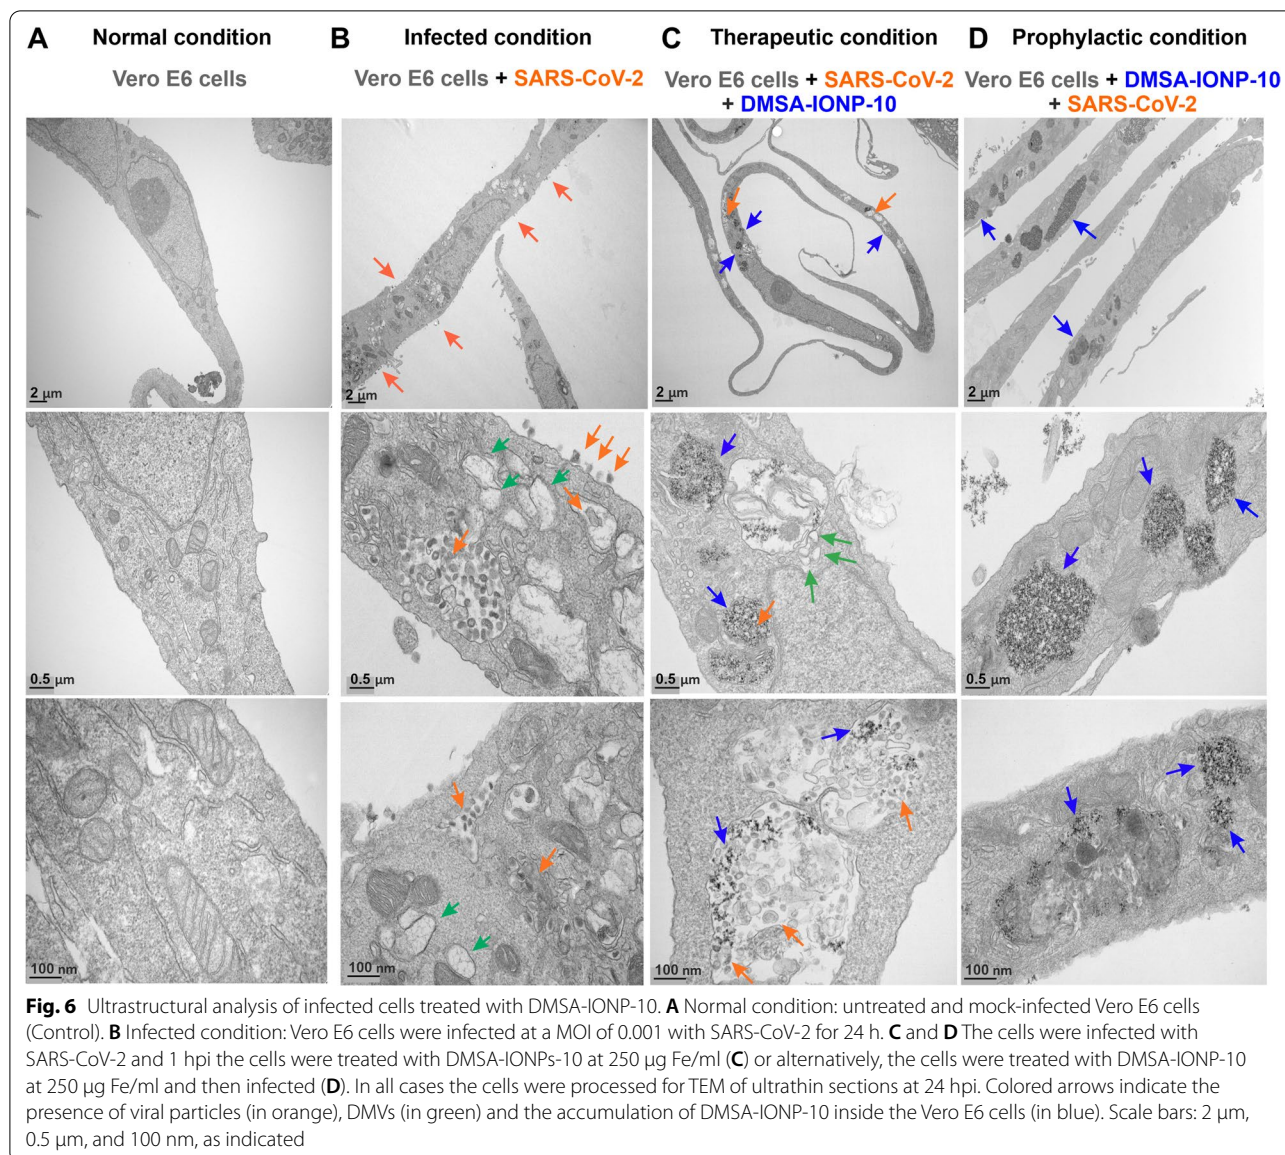 A Normal condition
Vero E6 cells
B Infected condition
Vero E6 cells + SARS-CoV-2
C Therapeutic condition
Vero E6 cells + SARS-CoV-2
+ DMSA-IONP-10
D Prophylactic condition
Vero E6 cells + DMSA-IONP-10
+ SARS-CoV-2
2 µm
2 µm
2 µm
2 µm
0.5 µm
0.5 µm
0.5 µm
0.5 µm
100 nm
100 nm
100 nm
100 nm
Fig. 6 Ultrastructural analysis of infected cells treated with DMSA-IONP-10. A Normal condition: untreated and mock-infected Vero E6 cells
(Control). B Infected condition: Vero E6 cells were infected at a MOI of 0.001 with SARS-CoV-2 for 24 h. C and D The cells were infected with
SARS-CoV-2 and 1 hpi the cells were treated with DMSA-IONPs-10 at 250 µg Fe/ml (C) or alternatively, the cells were treated with DMSA-IONP-10
at 250 µg Fe/ml and then infected (D). In all cases the cells were processed for TEM of ultrathin sections at 24 hpi. Colored arrows indicate the
presence of viral particles (in orange), DMVs (in green) and the accumulation of DMSA-IONP-10 inside the Vero E6 cells (in blue). Scale bars: 2 µm,
0.5 µm, and 100 nm, as indicated